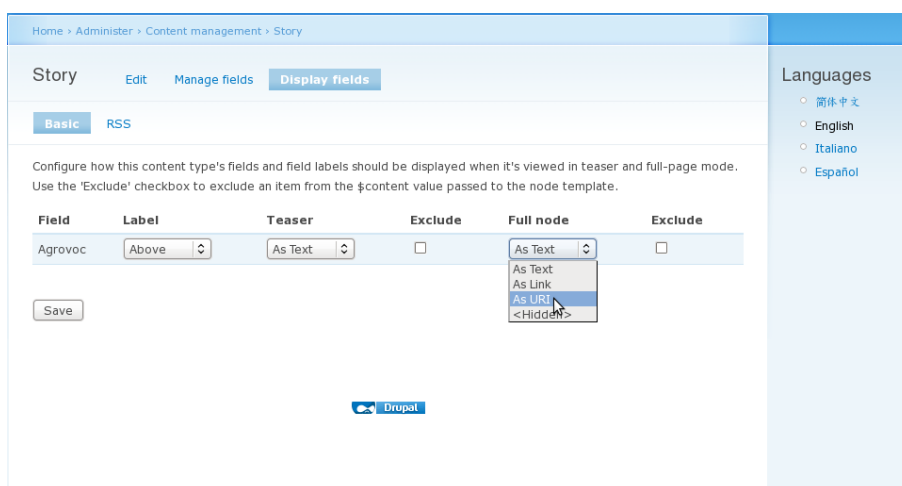 Home › Administer › Content management › Story
Story Edit Manage fields Display fields
Basic RSS
Configure how this content type's fields and field labels should be displayed when it's viewed in teaser and full-page mode.
Use the 'Exclude' checkbox to exclude an item from the $content value passed to the node template.
Field Label Teaser Exclude Full node Exclude
Agrovoc Above As Text As Text
As Text
As Link
As URI
<Hidden>
Save
Drupal
Languages
简体中文
English
Italiano
Español